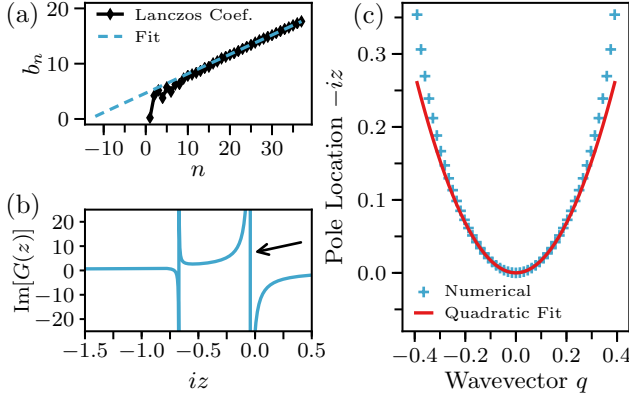 (a)
20
10
0
b_n
Lanczos Coef.
Fit
−10 0 10 20 30
n
(b)
20
10
0
−10
−20
Im[G(z)]
−1.5 −1.0 −0.5 0.0 0.5
iz
(c)
0.3
0.2
0.1
0.0
Pole Location −iz
Numerical
Quadratic Fit
−0.4 −0.2 0.0 0.2 0.4
Wavevector q